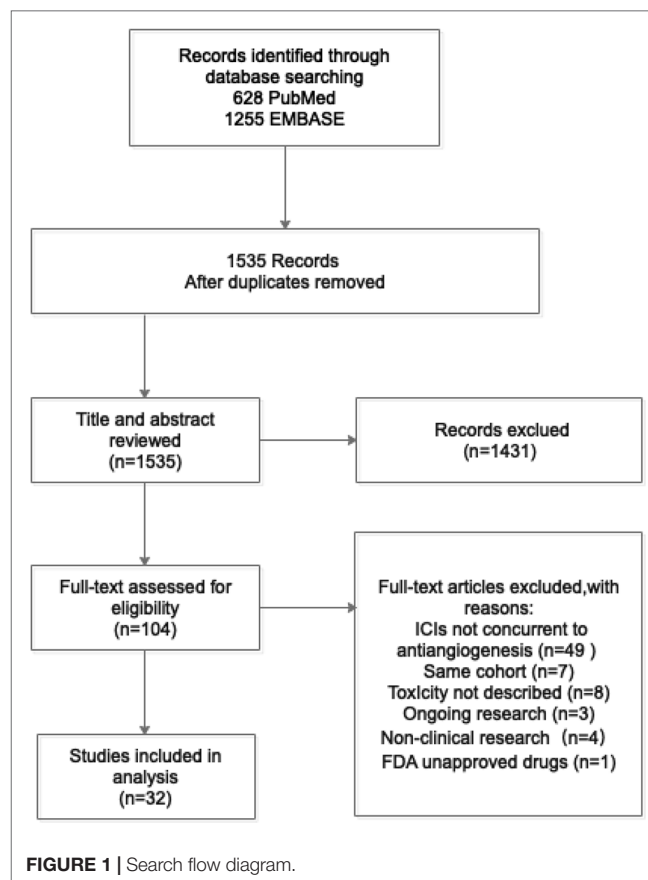 Records identified through
database searching
628 PubMed
1255 EMBASE
1535 Records
After duplicates removed
Title and abstract
reviewed
(n=1535)
Records exclued
(n=1431)
Full-text assessed for
eligibility
(n=104)
Full-text articles excluded,with
reasons:
ICIs not concurrent to
antiangiogenesis (n=49 )
Same cohort (n=7)
ToxIcity not described (n=8)
Ongoing research (n=3)
Non-clinical research （n=4)
FDA unapproved drugs (n=1)
Studies included in
analysis
(n=32)
FIGURE 1 | Search flow diagram.